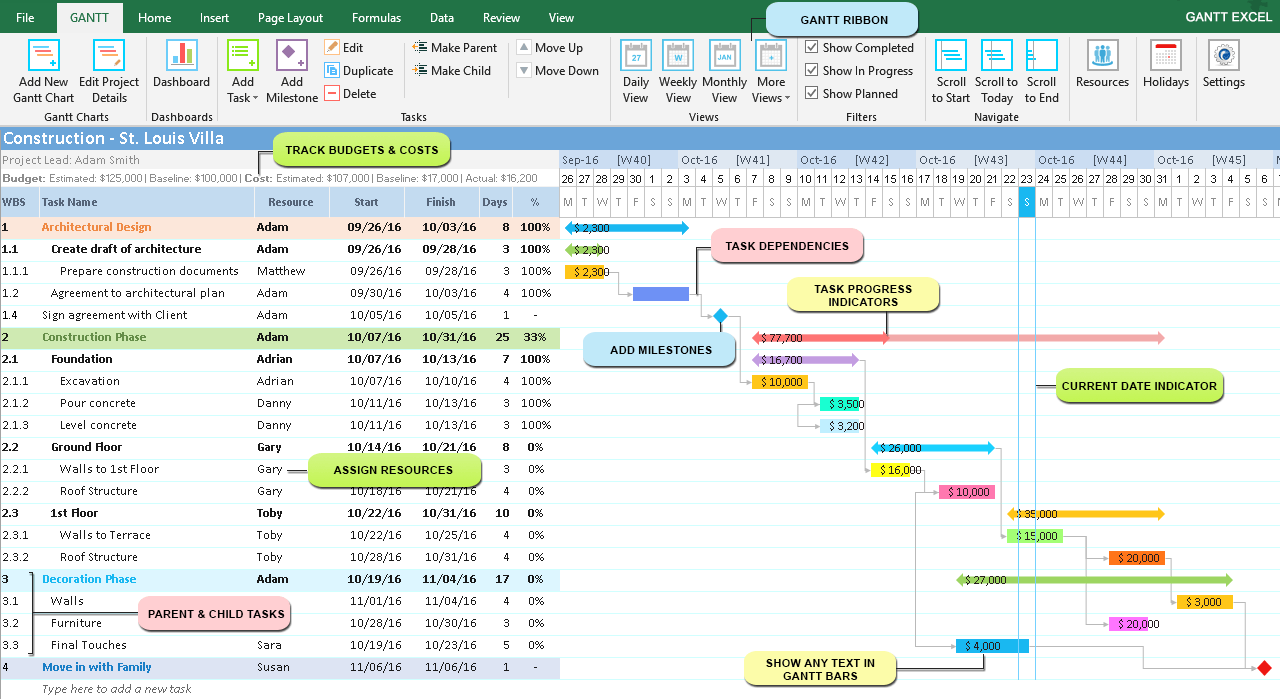 File GANTT Home Insert Page Layout Formulas Data Review View GANTT RIBBON GANTT EXCEL
Add New Gantt Chart
Edit Project Details
Gantt Charts
Dashboard
Dashboards
Add Task
Add Milestone
Edit
Duplicate
Delete
Make Parent
Make Child
Move Up
Move Down
Tasks
Daily View
Weekly View
Monthly View
More Views
Views
Show Completed
Show In Progress
Show Planned
Filters
Scroll to Start
Scroll to Today
Scroll to End
Navigate
Resources
Holidays
Settings
27 W JAN +
Construction - St. Louis Villa
TRACK BUDGETS & COSTS
Project Lead: Adam Smith
Budget: Estimated: $125,000 | Baseline: $100,000 | Cost: Estimated: $107,000 | Baseline: $17,000 | Actual: $16,200
Sep-16 [W40] Oct-16 [W41] Oct-16 [W42] Oct-16 [W43] Oct-16 [W44] Oct-16 [W45]
26 27 28 29 30 1 2 3 4 5 6 7 8 9 10 11 12 13 14 15 16 17 18 19 20 21 22 23 24 25 26 27 28 29 30 31 1 2 3 4 5 6
WBS Task Name Resource Start Finish Days %
M T W T F S S M T W T F S S M T W T F S S M T W T F S S M T W T F S S M T W T F S S
1 Architectural Design Adam 09/26/16 10/03/16 8 100% $ 2,300
1.1 Create draft of architecture Adam 09/26/16 09/28/16 3 100% $ 2,300
TASK DEPENDENCIES
1.1.1 Prepare construction documents Matthew 09/26/16 09/28/16 3 100% $ 2,300
1.2 Agreement to architectural plan Adam 09/30/16 10/03/16 4 100%
TASK PROGRESS
INDICATORS
1.4 Sign agreement with Client Adam 10/05/16 10/05/16 1 -
2 Construction Phase Adam 10/07/16 10/31/16 25 33% $ 77,700
ADD MILESTONES
2.1 Foundation Adrian 10/07/16 10/13/16 7 100% $ 16,700
2.1.1 Excavation Adrian 10/07/16 10/10/16 4 100% $ 10,000
CURRENT DATE INDICATOR
2.1.2 Pour concrete Danny 10/11/16 10/13/16 3 100% $ 3,500
2.1.3 Level concrete Danny 10/11/16 10/13/16 3 100% $ 3,200
2.2 Ground Floor Gary 10/14/16 10/21/16 8 0% $ 26,000
2.2.1 Walls to 1st Floor Gary 3 0% $ 16,000
ASSIGN RESOURCES
2.2.2 Roof Structure Gary 10/18/16 10/21/16 4 0% $ 10,000
2.3 1st Floor Toby 10/22/16 10/31/16 10 0% $ 35,000
2.3.1 Walls to Terrace Toby 10/22/16 10/25/16 4 0% $ 15,000
2.3.2 Roof Structure Toby 10/28/16 10/31/16 4 0% $ 20,000
3 Decoration Phase Adam 10/19/16 11/04/16 17 0% $ 27,000
3.1 Walls 11/01/16 11/04/16 4 0% $ 3,000
PARENT & CHILD TASKS
3.2 Furniture 10/28/16 10/30/16 3 0% $ 20,000
3.3 Final Touches Sara 10/19/16 10/23/16 5 0% $ 4,000
4 Move in with Family Susan 11/06/16 11/06/16 1 -
SHOW ANY TEXT IN
GANTT BARS
Type here to add a new task